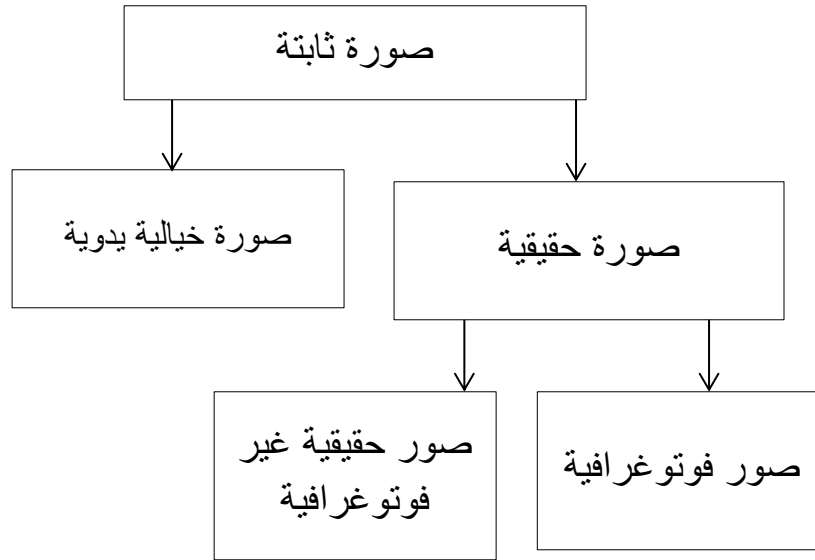 صورة ثابتة
صورة حقيقية
صورة خيالية يدوية
صور فوتوغرافية
صور حقيقية غير
فوتوغرافية